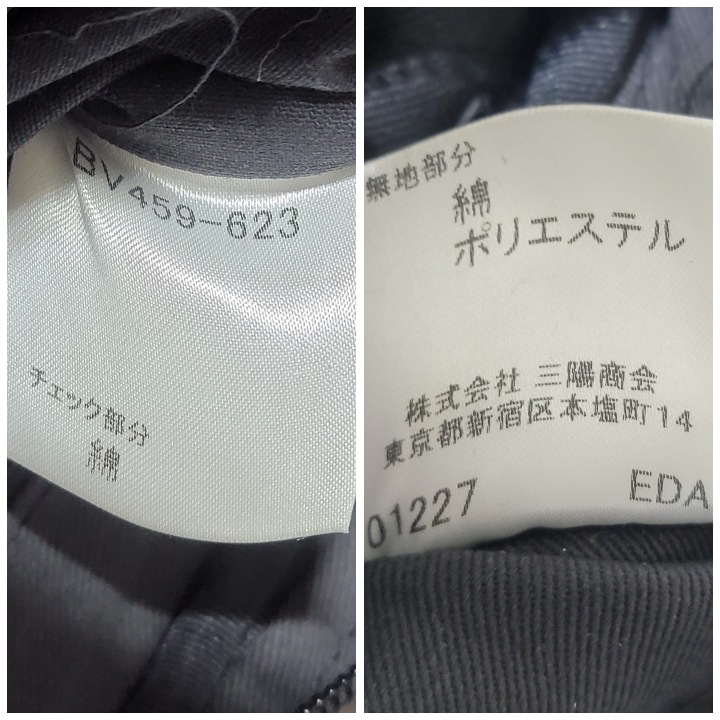 BV459-623
チェック部分
綿
無地部分
綿
ポリエステル
株式会社 三陽商会
東京都新宿区本塩町14
01227 EDA